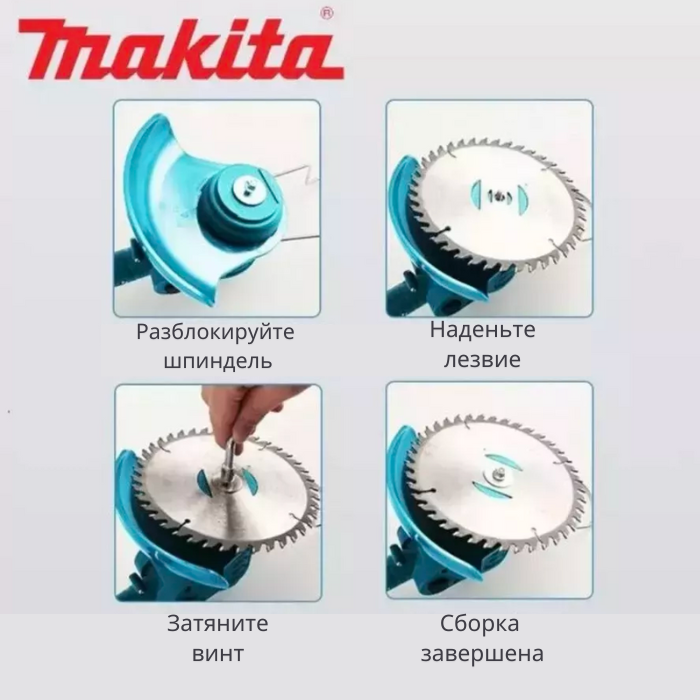 makita®
Разблокируйте
шпиндель
Наденьте
лезвие
Затяните
винт
Сборка
завершена